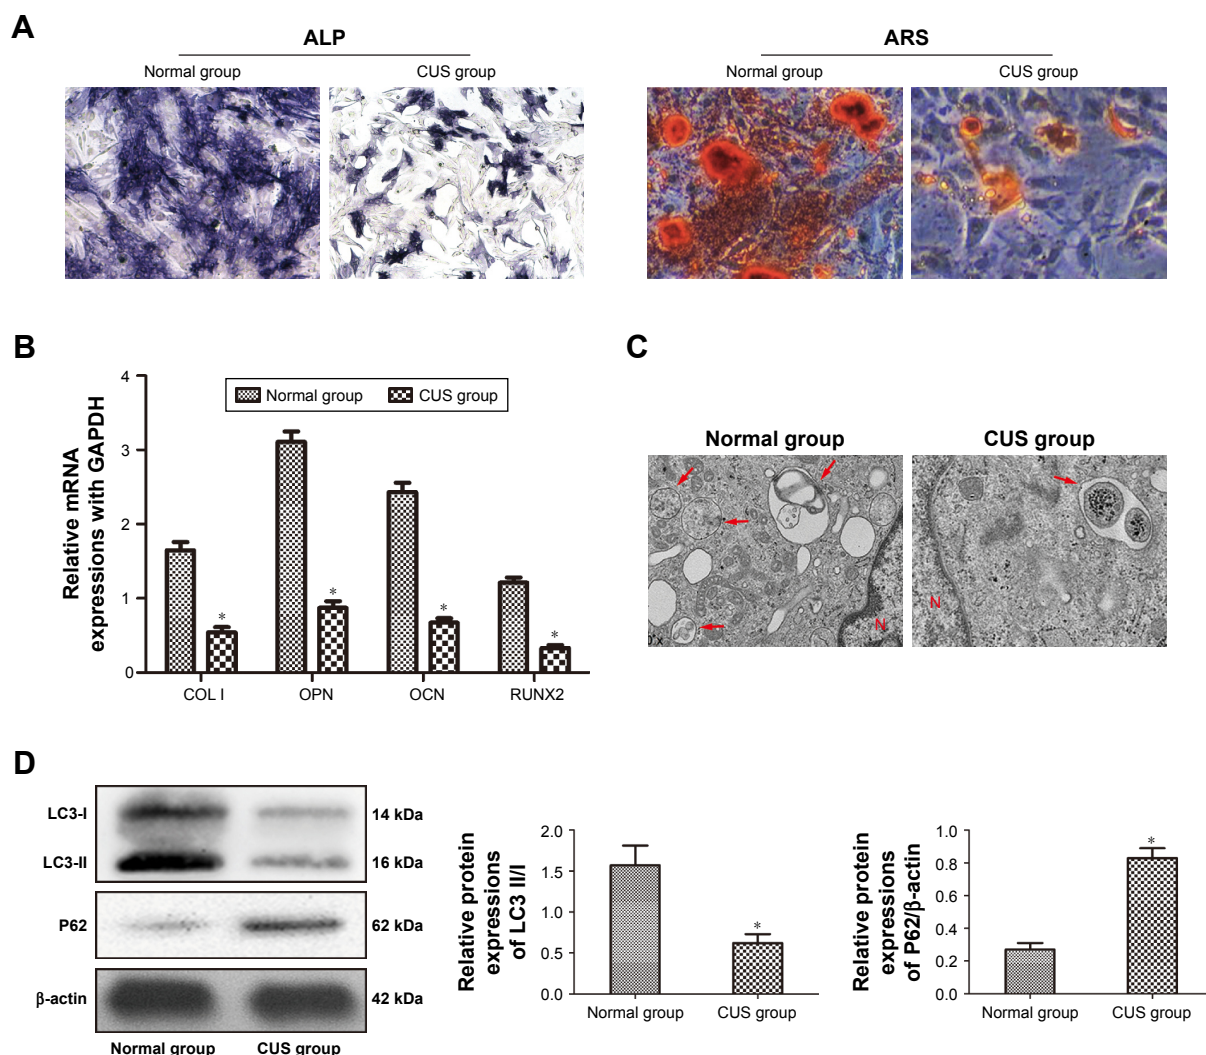 A
ALP
Normal group
CUS group
ARS
Normal group
CUS group
B
Relative mRNA
expressions with GAPDH
4
3
2
1
0
Normal group
CUS group
*
*
*
*
COL I
OPN
OCN
RUNX2
C
Normal group
CUS group
N
N
D
LC3-I
14 kDa
LC3-II
16 kDa
P62
62 kDa
β-actin
42 kDa
Normal group
CUS group
Relative protein
expressions
of LC3 II/I
2.0
1.5
1.0
0.5
0.0
*
Normal group
CUS group
Relative protein
expressions
of P62/β-actin
1.0
0.8
0.6
0.4
0.2
0.0
*
Normal group
CUS group